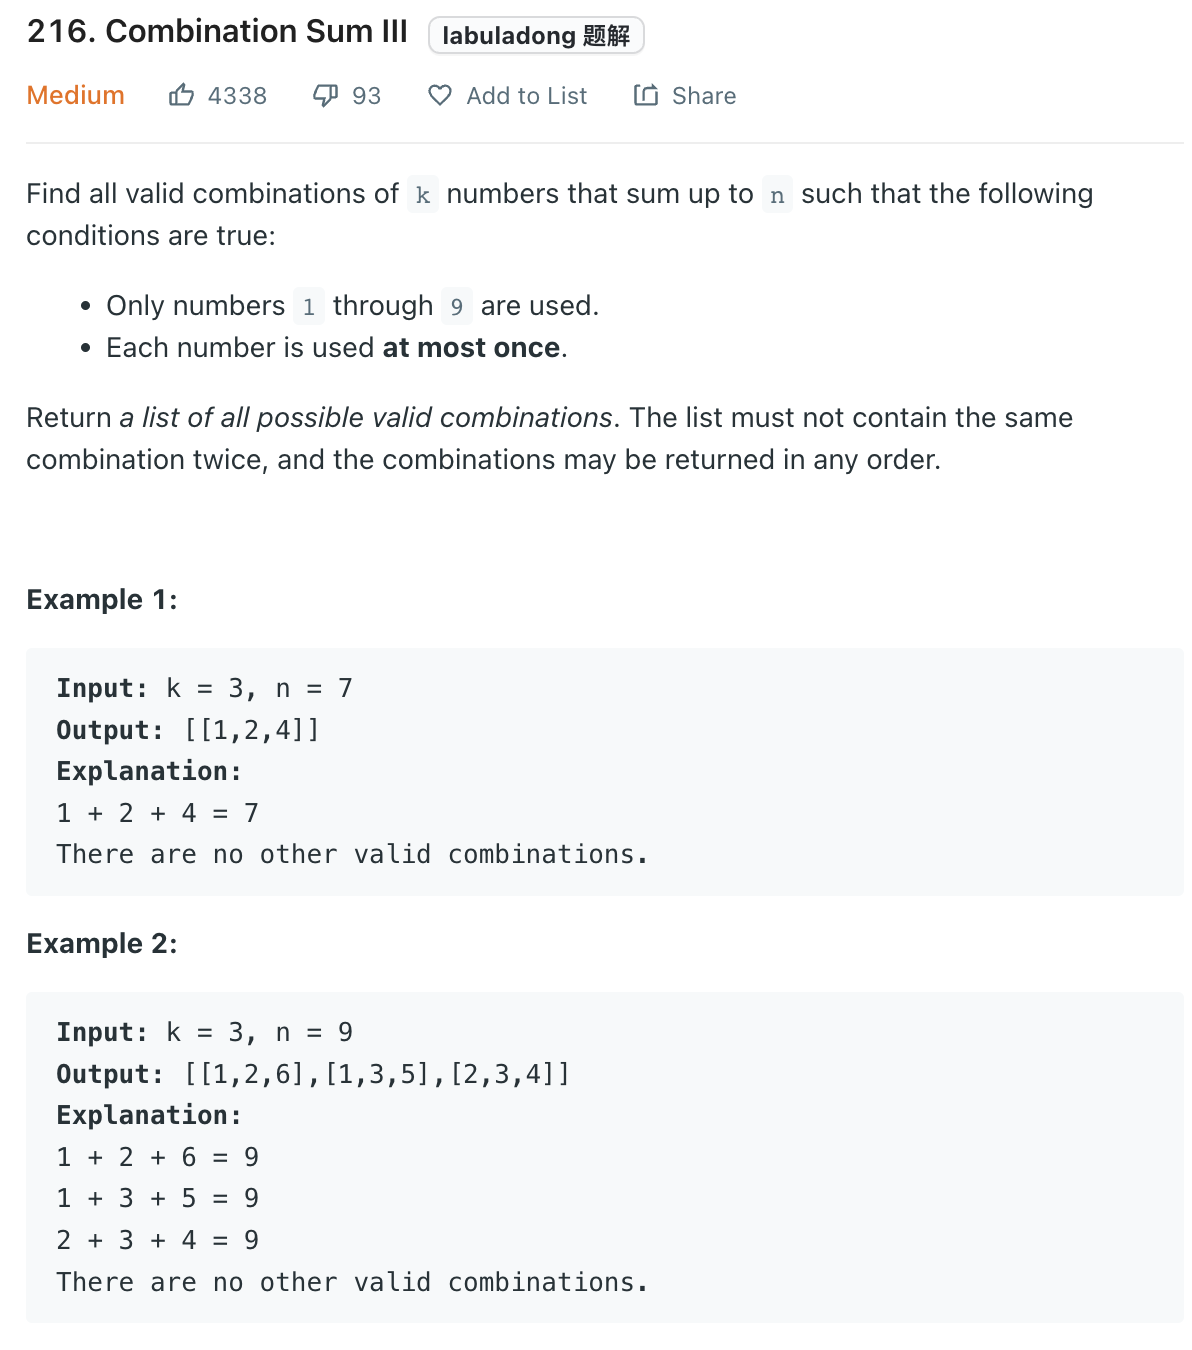 216. Combination Sum III labuladong 题解
Medium 4338 93 Add to List Share
Find all valid combinations of k numbers that sum up to n such that the following
conditions are true:
• Only numbers 1 through 9 are used.
• Each number is used at most once.
Return a list of all possible valid combinations. The list must not contain the same
combination twice, and the combinations may be returned in any order.
Example 1:
Input: k = 3, n = 7
Output: [[1,2,4]]
Explanation:
1 + 2 + 4 = 7
There are no other valid combinations.
Example 2:
Input: k = 3, n = 9
Output: [[1,2,6],[1,3,5],[2,3,4]]
Explanation:
1 + 2 + 6 = 9
1 + 3 + 5 = 9
2 + 3 + 4 = 9
There are no other valid combinations.